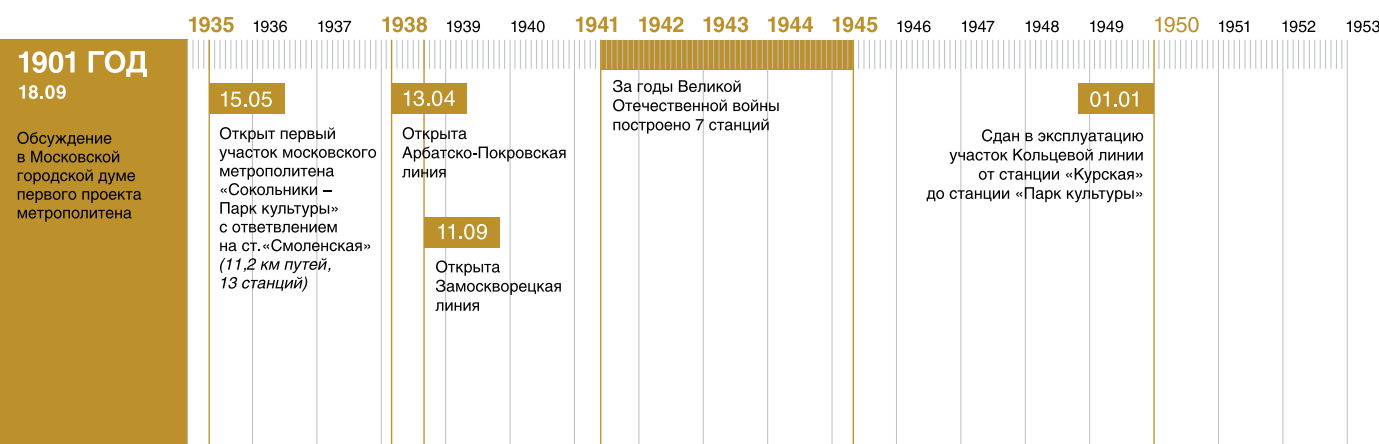 1935 1936 1937 1938 1939 1940 1941 1942 1943 1944 1945 1946 1947 1948 1949 1950 1951 1952 1953
1901 ГОД
18.09
Обсуждение
в Московской
городской думе
первого проекта
метрополитена
15.05
Открыт первый
участок московского
метрополитена
«Сокольники –
Парк культуры»
с ответвлением
на ст.«Смоленская»
(11,2 км путей,
13 станций)
13.04
Открыта
Арбатско-Покровская
линия
11.09
Открыта
Замоскворецкая
линия
За годы Великой
Отечественной войны
построено 7 станций
01.01
Сдан в эксплуатацию
участок Кольцевой линии
от станции «Курская»
до станции «Парк культуры»